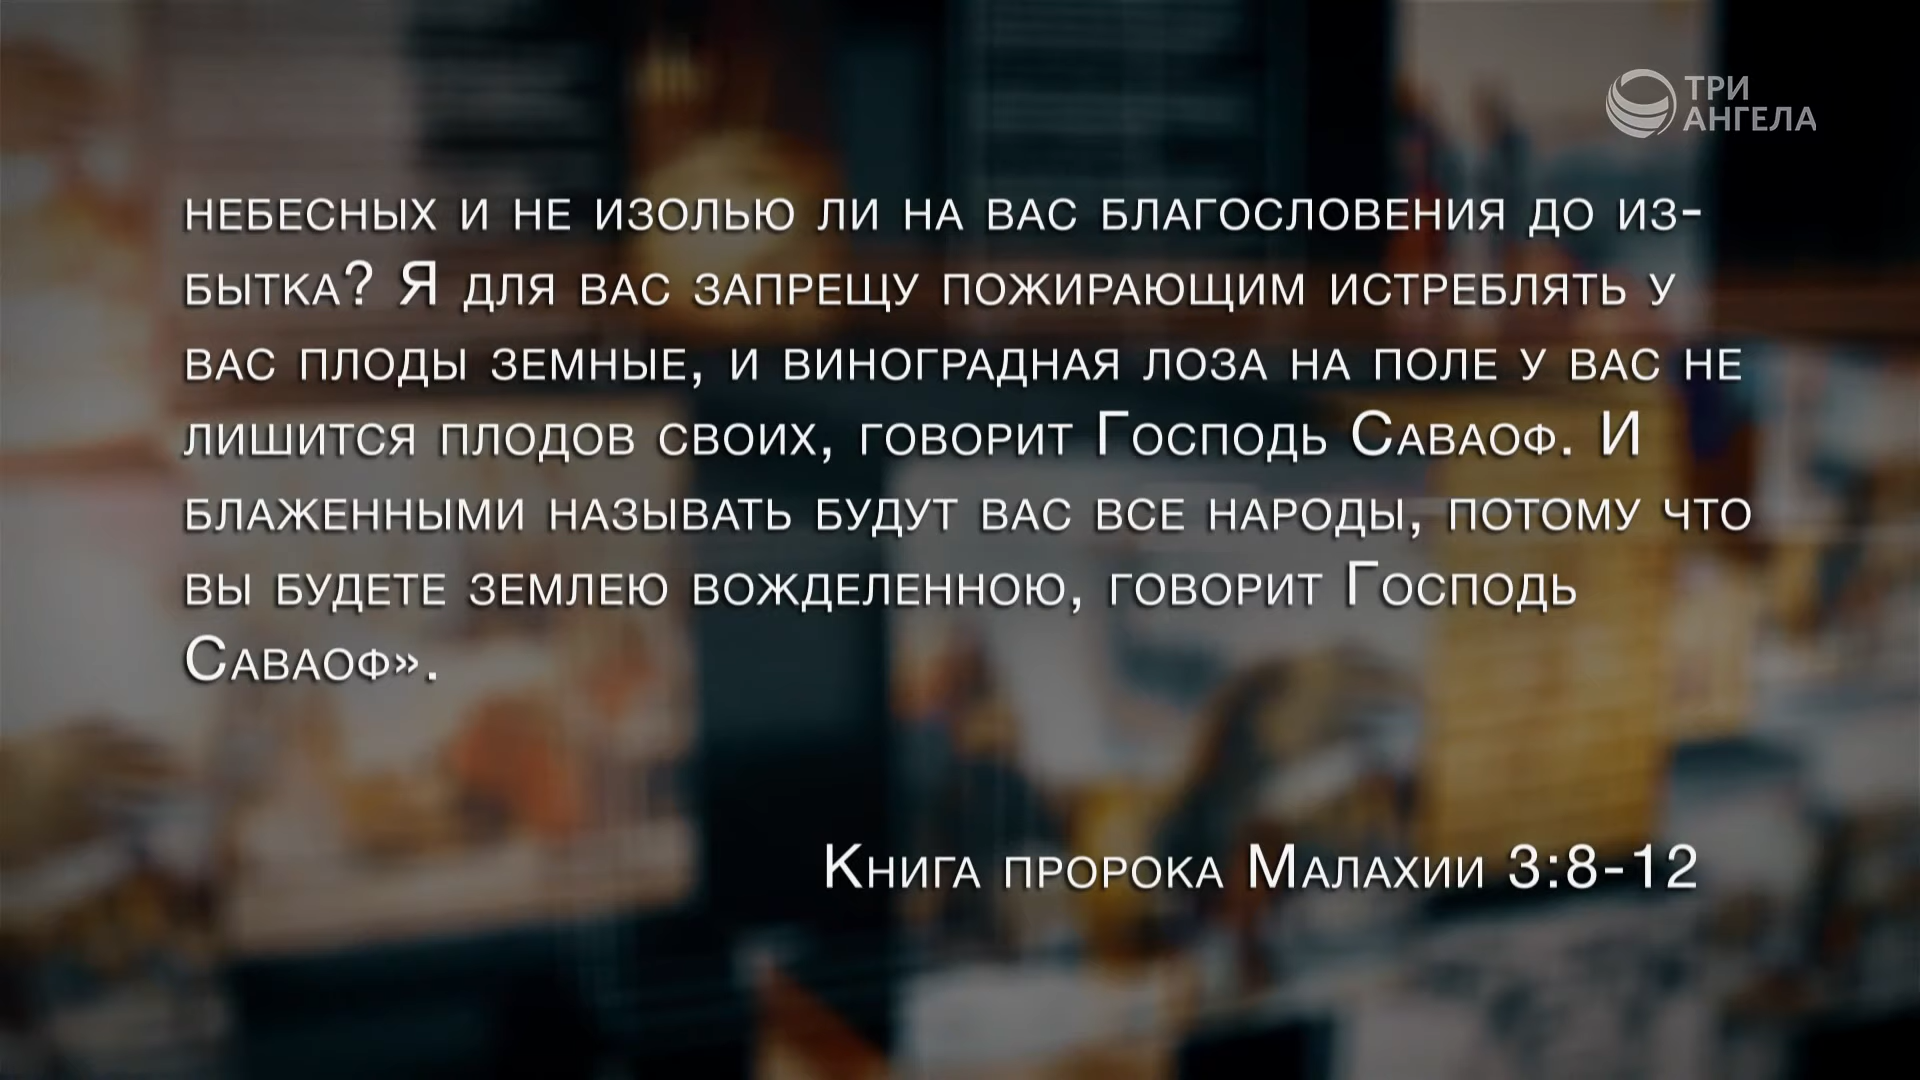 ТРИ
АНГЕЛА
небесных и не изолью ли на вас благословения до из-
бытка? Я для вас запрещу пожирающим истреблять у
вас плоды земные, и виноградная лоза на поле у вас не
лишится плодов своих, говорит Господь Саваоф. И
блаженными называть будут вас все народы, потому что
вы будете землею вожделенною, говорит Господь
Саваоф».
Книга пророка Малахии 3:8-12